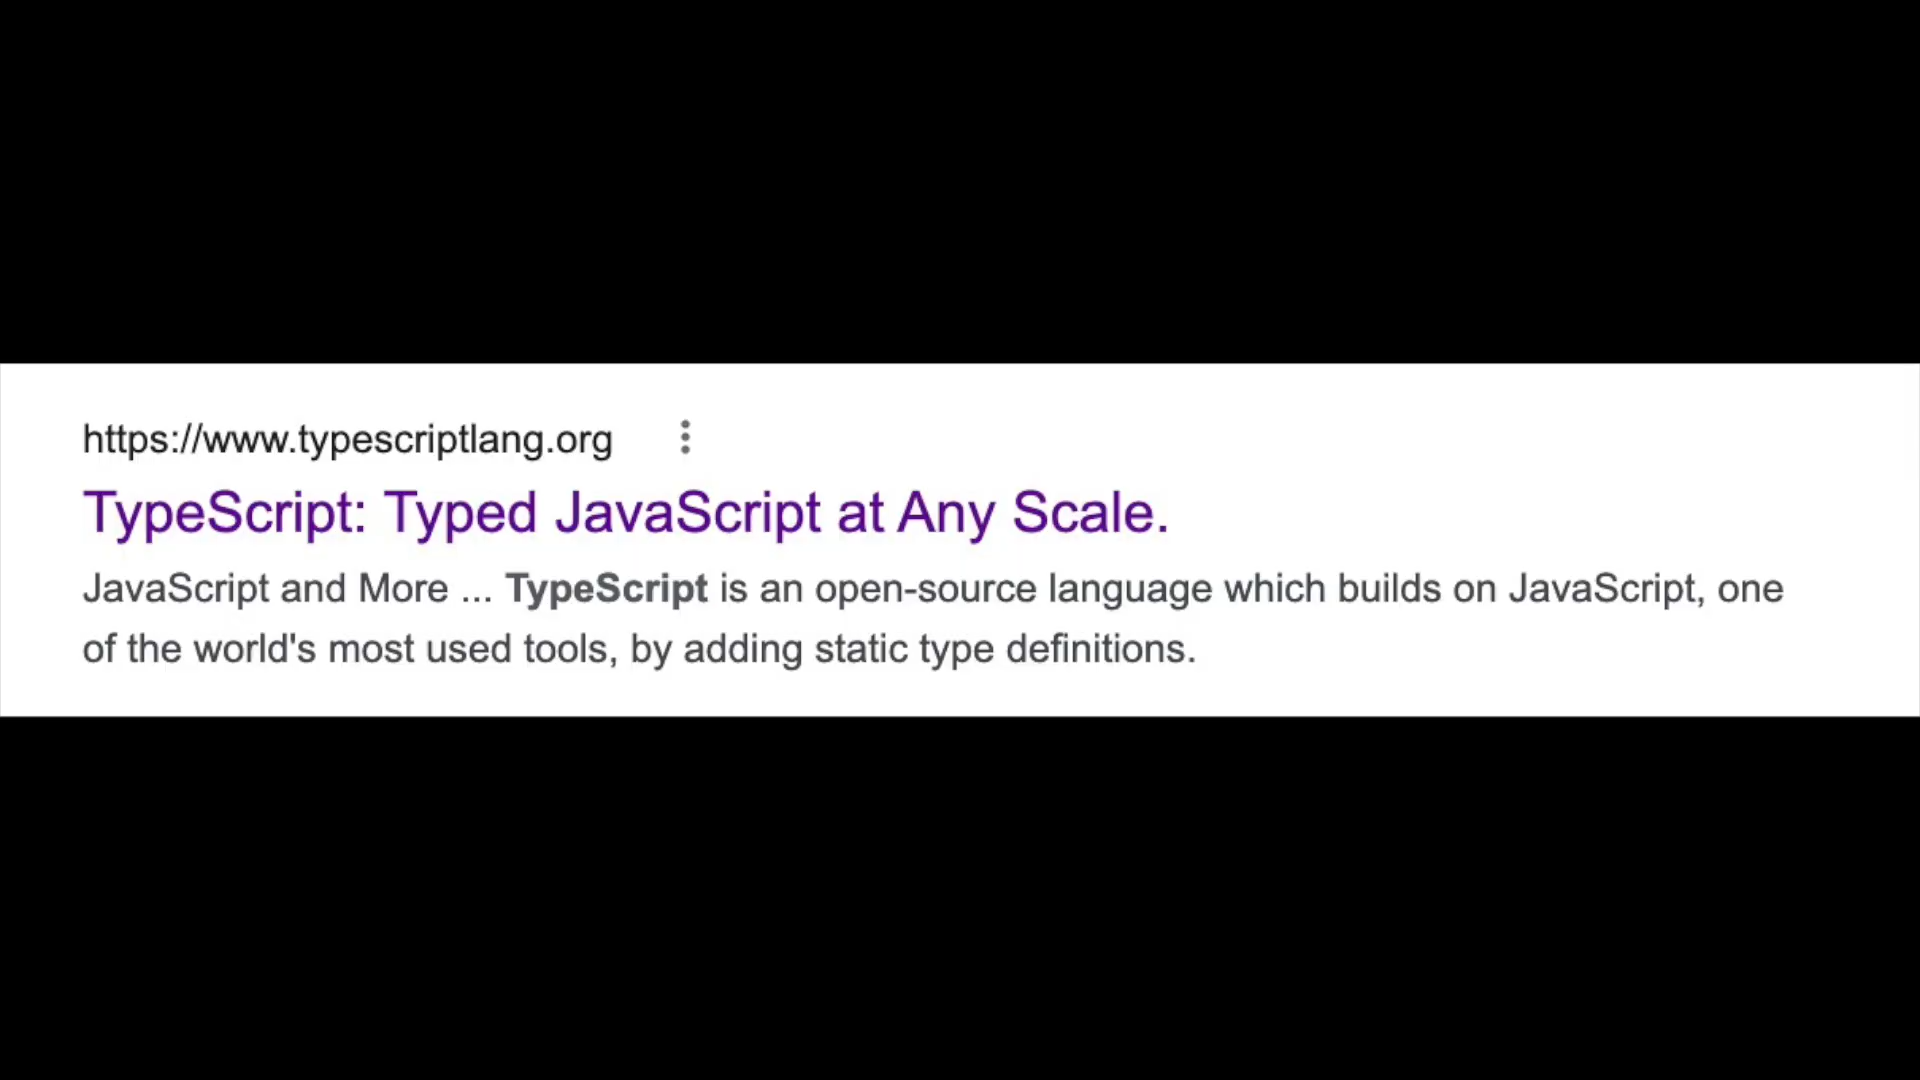 https://www.typescriptlang.org
TypeScript: Typed JavaScript at Any Scale.
JavaScript and More ... TypeScript is an open-source language which builds on JavaScript, one
of the world's most used tools, by adding static type definitions.